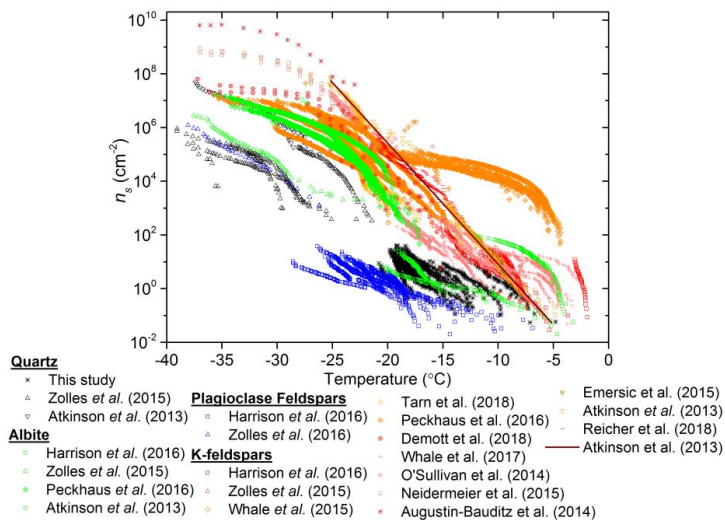 10^10
10^8
10^6
10^4
10^2
10^0
10^-2
n_s (cm^-2)
-40 -35 -30 -25 -20 -15 -10 -5 0
Temperature (°C)
Quartz
This study
Zolles et al. (2015)
Atkinson et al. (2013)
Albite
Harrison et al. (2016)
Zolles et al. (2015)
Peckhaus et al. (2016)
Atkinson et al. (2013)
Plagioclase Feldspars
Harrison et al. (2016)
Zolles et al. (2016)
K-feldspars
Harrison et al. (2016)
Zolles et al. (2015)
Whale et al. (2015)
Tarn et al. (2018)
Peckhaus et al. (2016)
Demott et al. (2018)
Whale et al. (2017)
O'Sullivan et al. (2014)
Neidermeier et al. (2015)
Augustin-Bauditz et al. (2014)
Emersic et al. (2015)
Atkinson et al. (2013)
Reicher et al. (2018)
Atkinson et al. (2013)